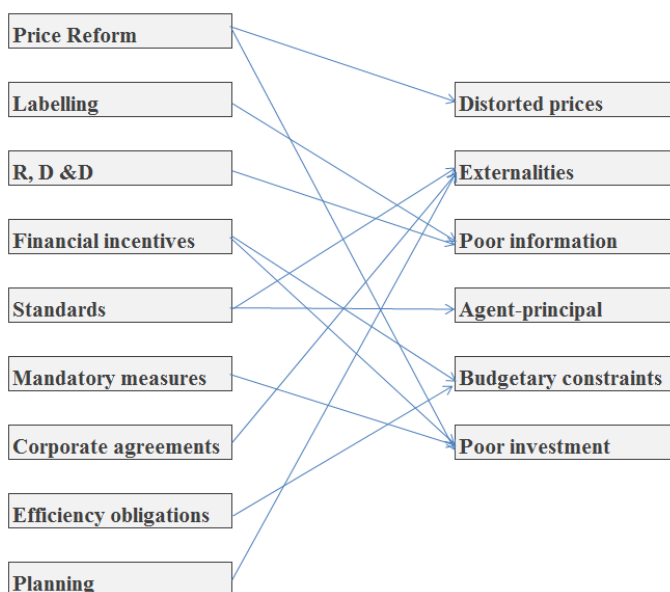 Price Reform
Labelling
R, D &D
Financial incentives
Standards
Mandatory measures
Corporate agreements
Efficiency obligations
Planning
Distorted prices
Externalities
Poor information
Agent-principal
Budgetary constraints
Poor investment